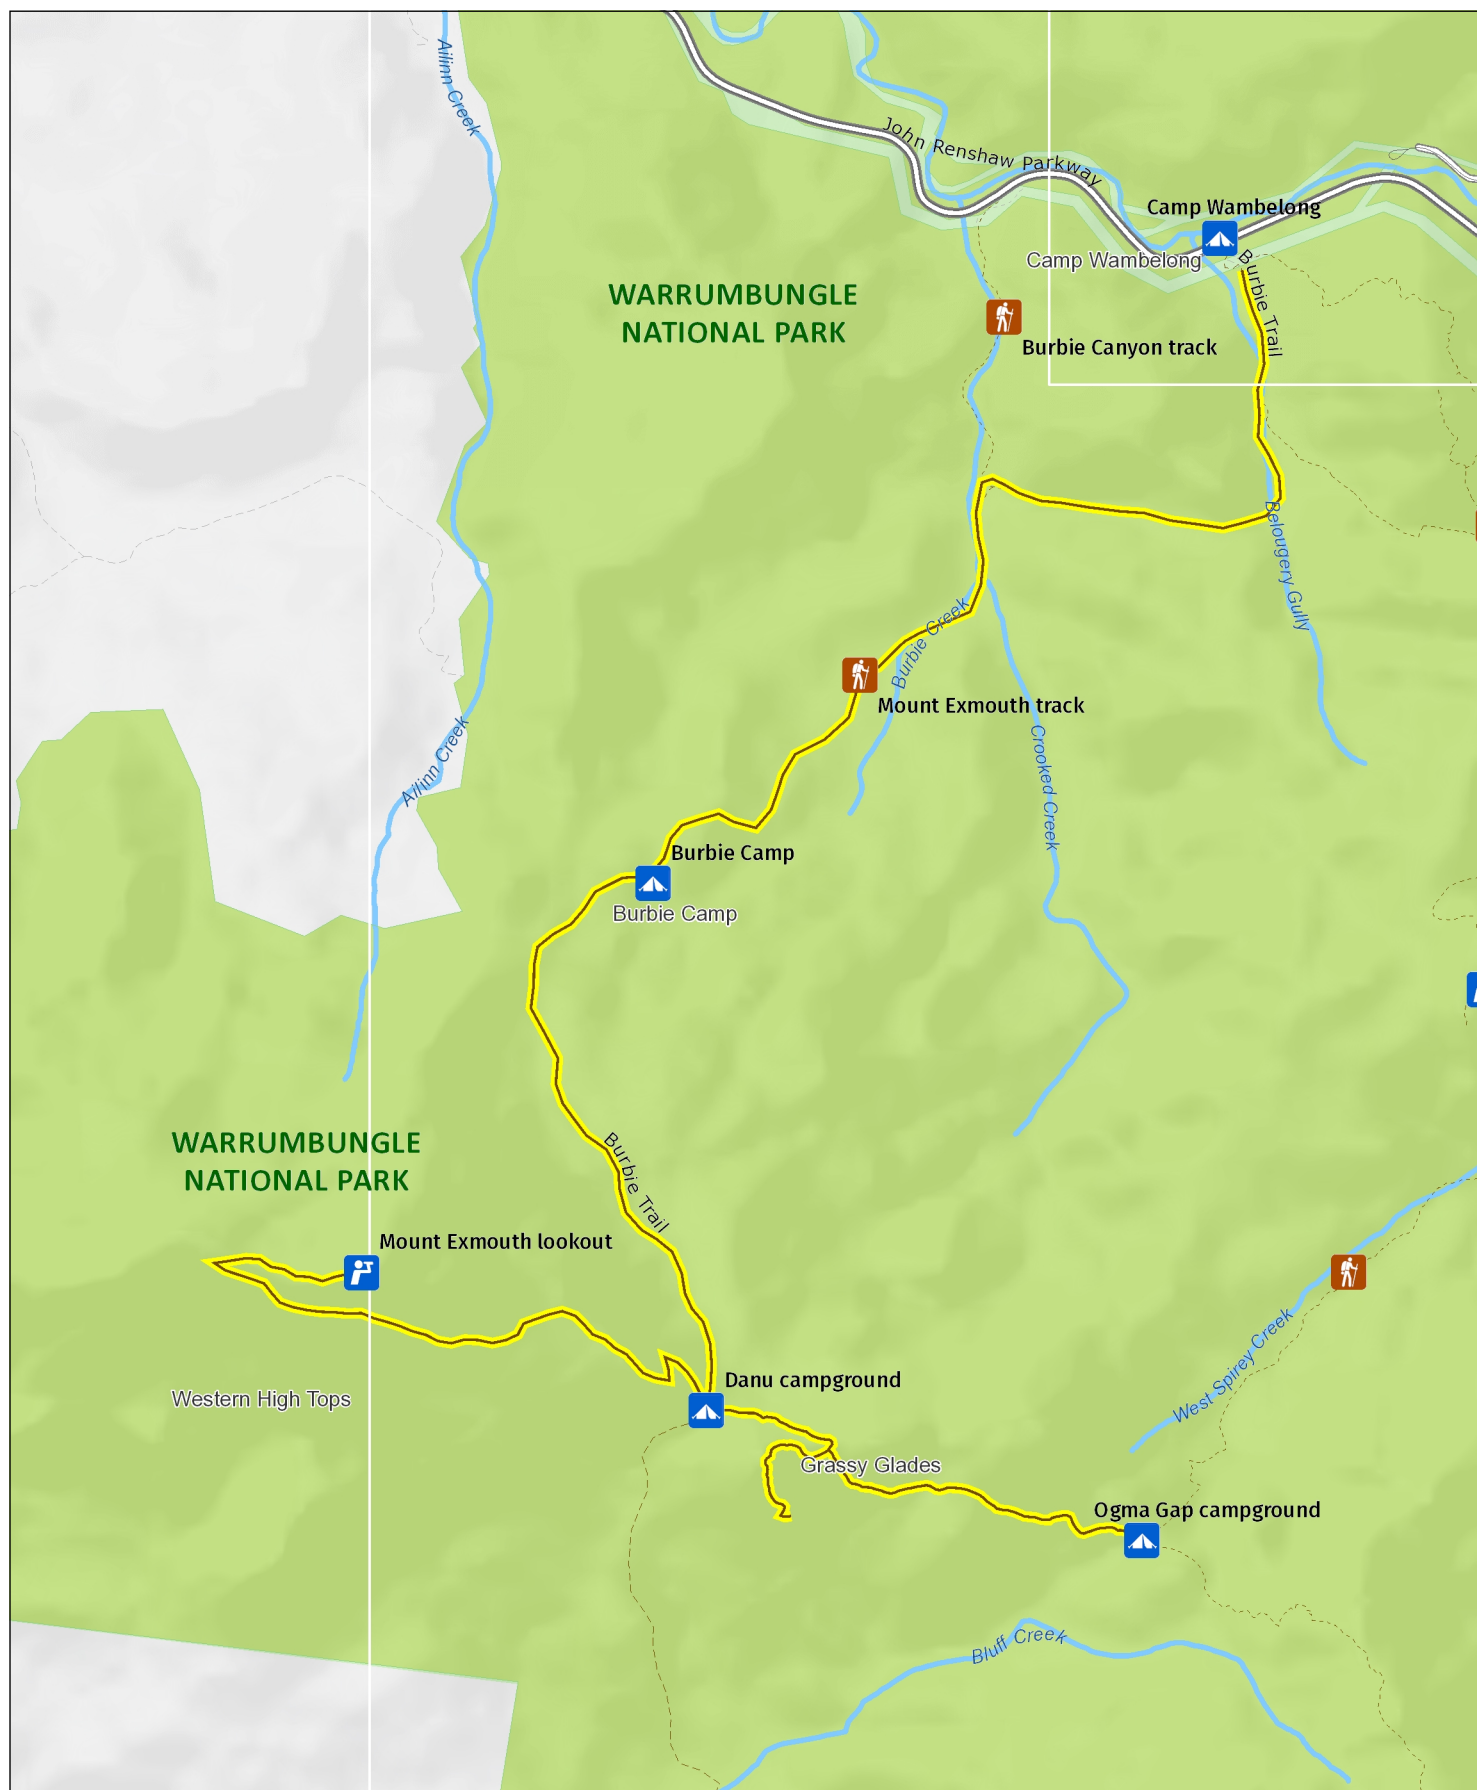 Ailinn Creek
John Renshaw Parkway
Camp Wambelong
Camp Wambelong
Burbie Trail
WARRUMBUNGLE
NATIONAL PARK
Burbie Canyon track
Belougery Gully
Burbie Creek
Mount Exmouth track
Ailinn Creek
Crooked Creek
Burbie Camp
Burbie Camp
WARRUMBUNGLE
NATIONAL PARK
Burbie Trail
Mount Exmouth lookout
West Spirey Creek
Danu campground
Western High Tops
Grassy Glades
Ogma Gap campground
Bluff Creek